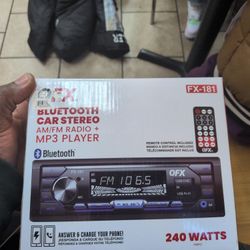 QFX
FX-181
BLUETOOTH
CAR STEREO
AM/FM RADIO +
MP3 PLAYER
REMOTE CONTROL INCLUDED
QFX
Bluetooth
QFX
FM 106.5
ANSWER & CHARGE YOUR PHONE!
240 WATTS